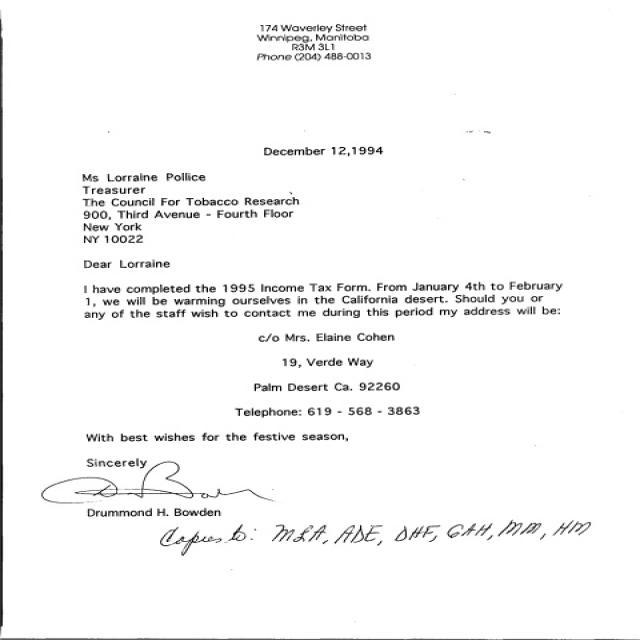 174 Waverley Street
Winnipeg, Manitoba
R3M 3L1
Phone (204) 488-0013
December 12,1994
Ms Lorraine Pollice
Treasurer
The Council For Tobacco Research
900, Third Avenue - Fourth Floor
New York
NY 10022
Dear Lorraine
I have completed the 1995 Income Tax Form. From January 4th to February
1, we will be warming ourselves in the California desert. Should you or
any of the staff wish to contact me during this period my address will be:
c/o Mrs. Elaine Cohen
19, Verde Way
Palm Desert Ca. 92260
Telephone: 619 - 568 - 3863
With best wishes for the festive season,
Sincerely
D Bowden
Drummond H. Bowden
Copies to: MLA, ADE, DHF, GAH, MM, HM